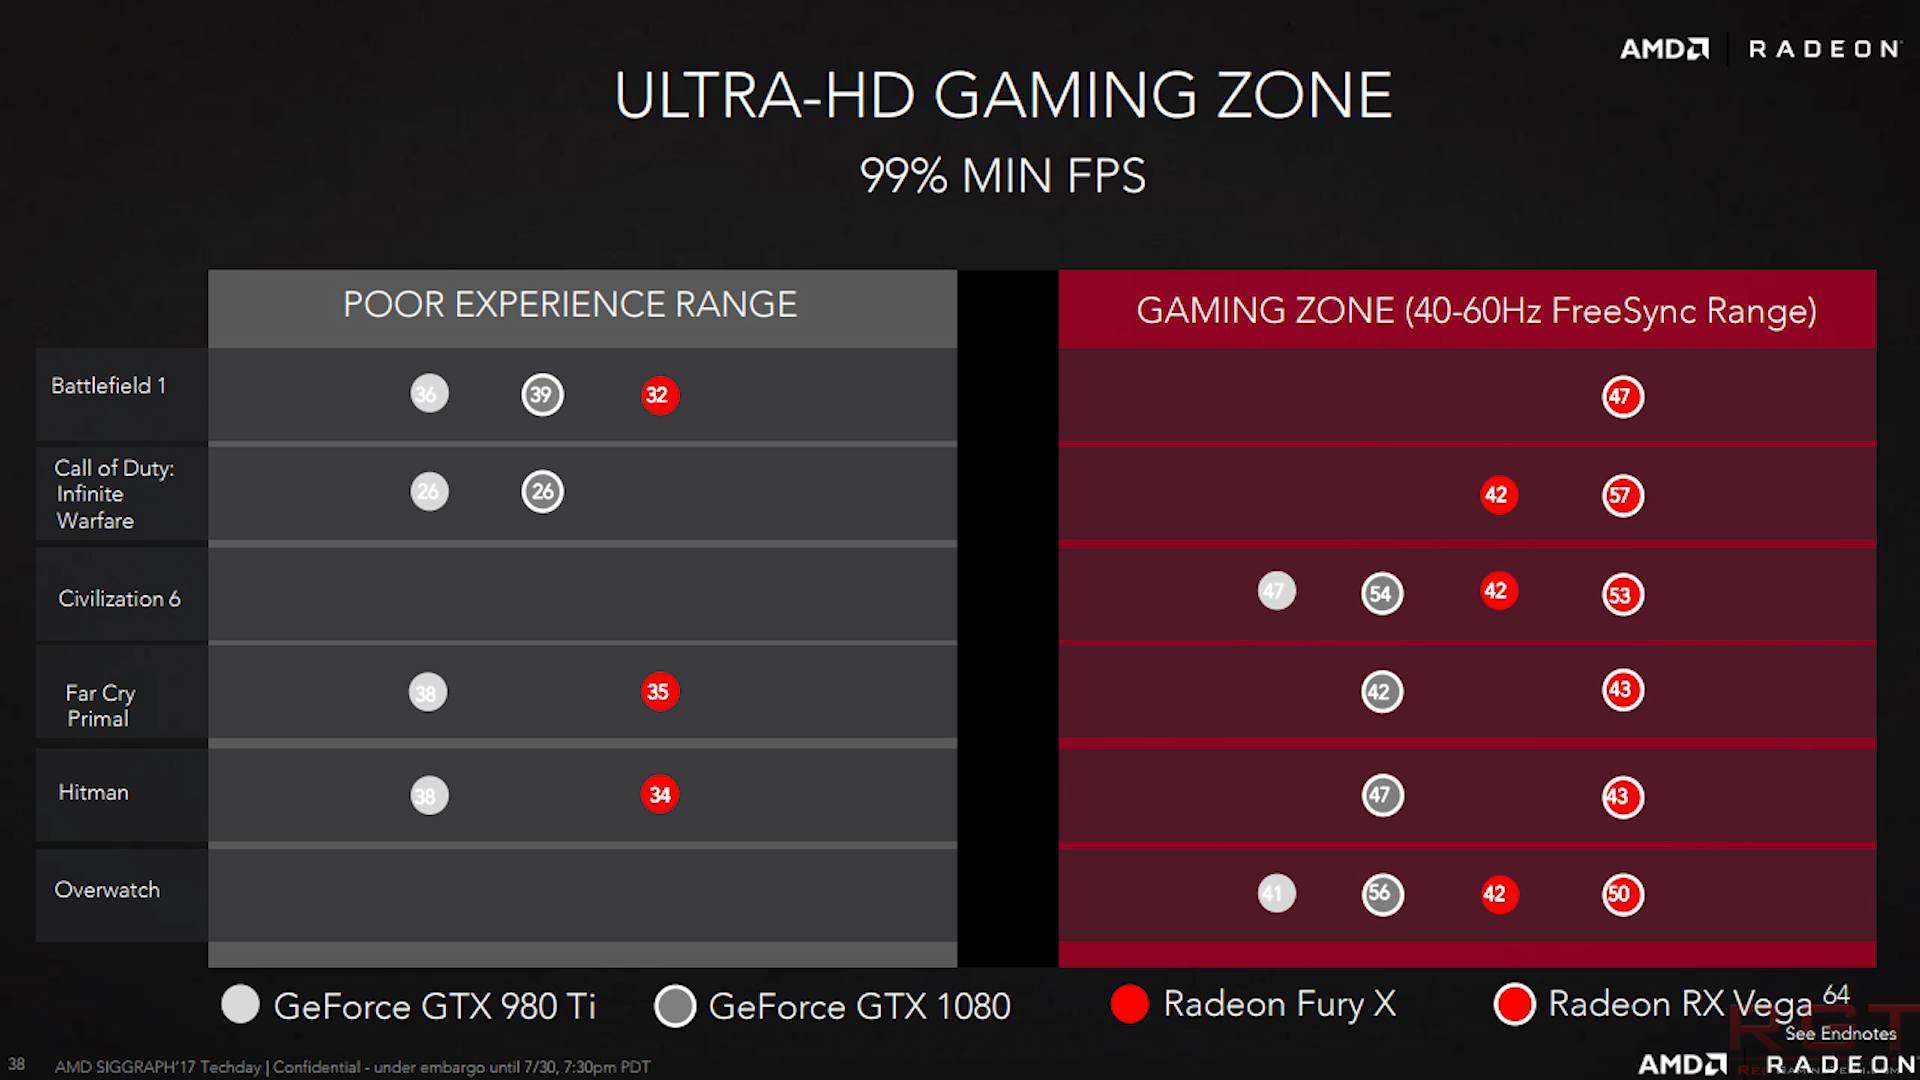 AMD RADEON
ULTRA-HD GAMING ZONE
99% MIN FPS
POOR EXPERIENCE RANGE
GAMING ZONE (40-60Hz FreeSync Range)
Battlefield 1
36 39 32 47
Call of Duty:
Infinite
Warfare
26 26 42 57
Civilization 6
47 54 42 53
Far Cry
Primal
38 35 42 43
Hitman
38 34 47 43
Overwatch
41 56 42 50
GeForce GTX 980 Ti GeForce GTX 1080 Radeon Fury X Radeon RX Vega 64
See Endnotes
38 AMD SIGGRAPH'17 Techday | Confidential - under embargo until 7/30, 7:30pm PDT
AMD RADEON